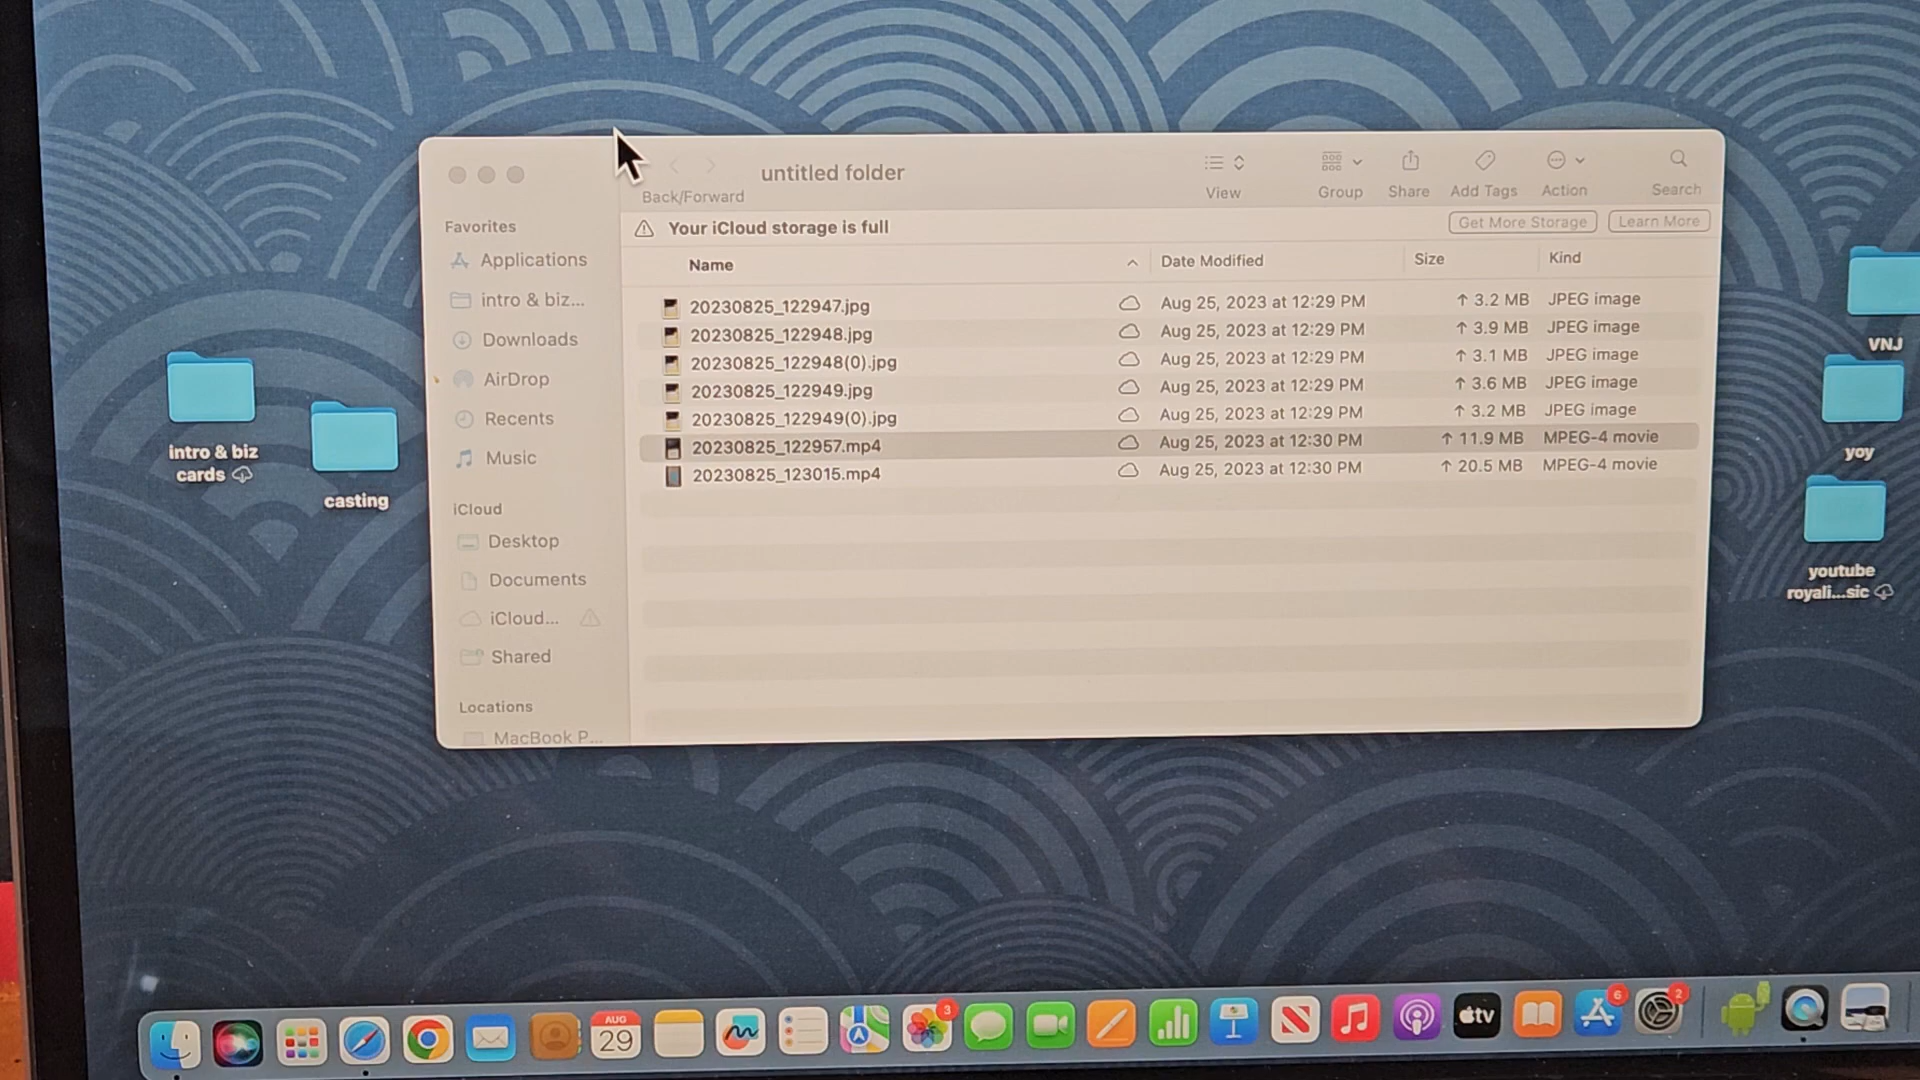 untitled folder
Back/Forward
View
Group
Share
Add Tags
Action
Search
Your iCloud storage is full
Get More Storage
Learn More
Favorites
Applications
intro & biz...
Downloads
AirDrop
Recents
Music
iCloud
Desktop
Documents
iCloud...
Shared
Locations
MacBook P...
Name Date Modified Size Kind
20230825_122947.jpg Aug 25, 2023 at 12:29 PM ↑ 3.2 MB JPEG image
20230825_122948.jpg Aug 25, 2023 at 12:29 PM ↑ 3.9 MB JPEG image
20230825_122948(0).jpg Aug 25, 2023 at 12:29 PM ↑ 3.1 MB JPEG image
20230825_122949.jpg Aug 25, 2023 at 12:29 PM ↑ 3.6 MB JPEG image
20230825_122949(0).jpg Aug 25, 2023 at 12:29 PM ↑ 3.2 MB JPEG image
20230825_122957.mp4 Aug 25, 2023 at 12:30 PM ↑ 11.9 MB MPEG-4 movie
20230825_123015.mp4 Aug 25, 2023 at 12:30 PM ↑ 20.5 MB MPEG-4 movie
intro & biz
cards
casting
VNJ
yoy
youtube
royali...sic
AUG
29
3
tv
6
2